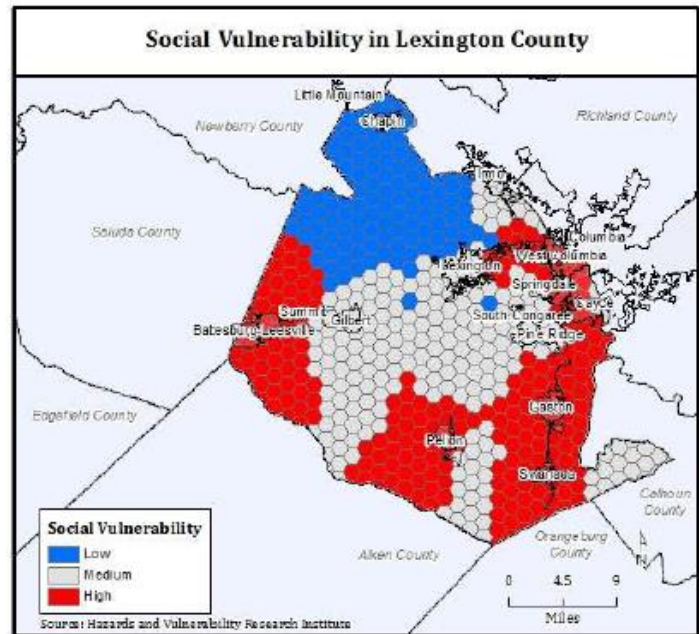 Social Vulnerability in Lexington County
Little Mountain
Chapin
Newberry County
Richland County
Irmo
Saluda County
Columbia
West Columbia
Lexington
Springdale
Cayce
Summit
Gilbert
South Congaree
Batesburg-Leesville
Pine Ridge
Edgefield County
Gaston
Pelion
Swansea
Calhoun
County
Orangeburg
County
Aiken County
N
Social Vulnerability
Low
Medium
High
0 4.5 9
Miles
Source: Hazards and Vulnerability Research Institute